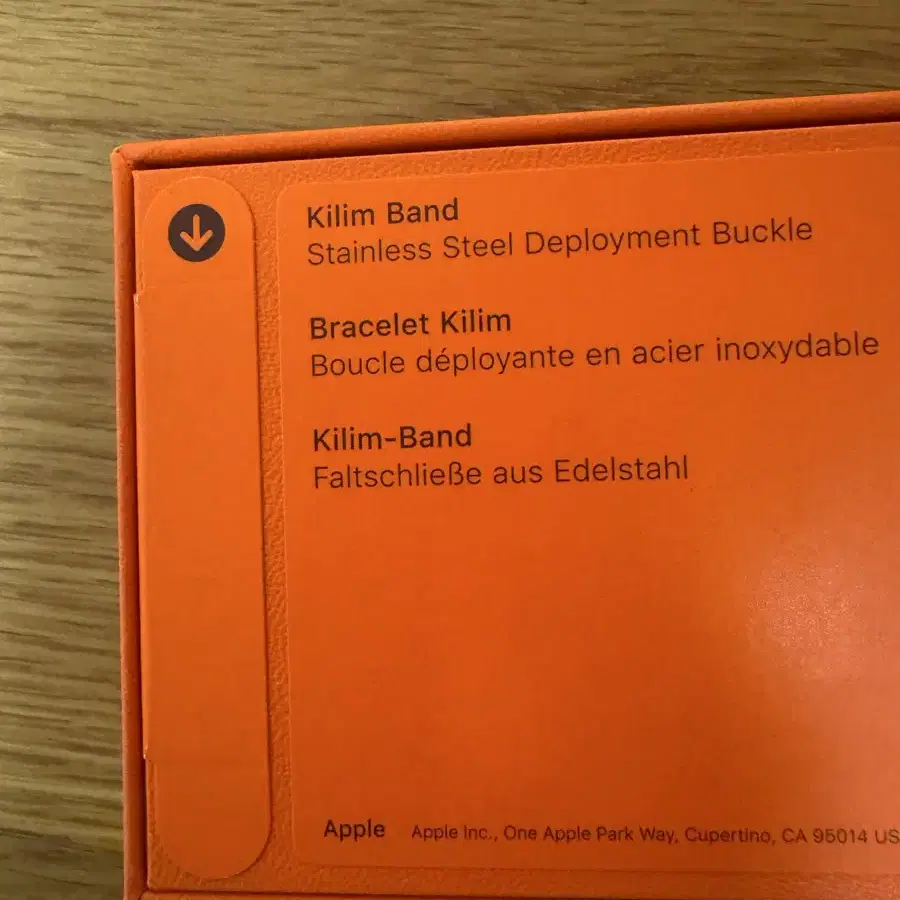 Kilim Band
Stainless Steel Deployment Buckle
Bracelet Kilim
Boucle déployante en acier inoxydable
Kilim-Band
Faltschließe aus Edelstahl
Apple Apple Inc., One Apple Park Way, Cupertino, CA 95014 US